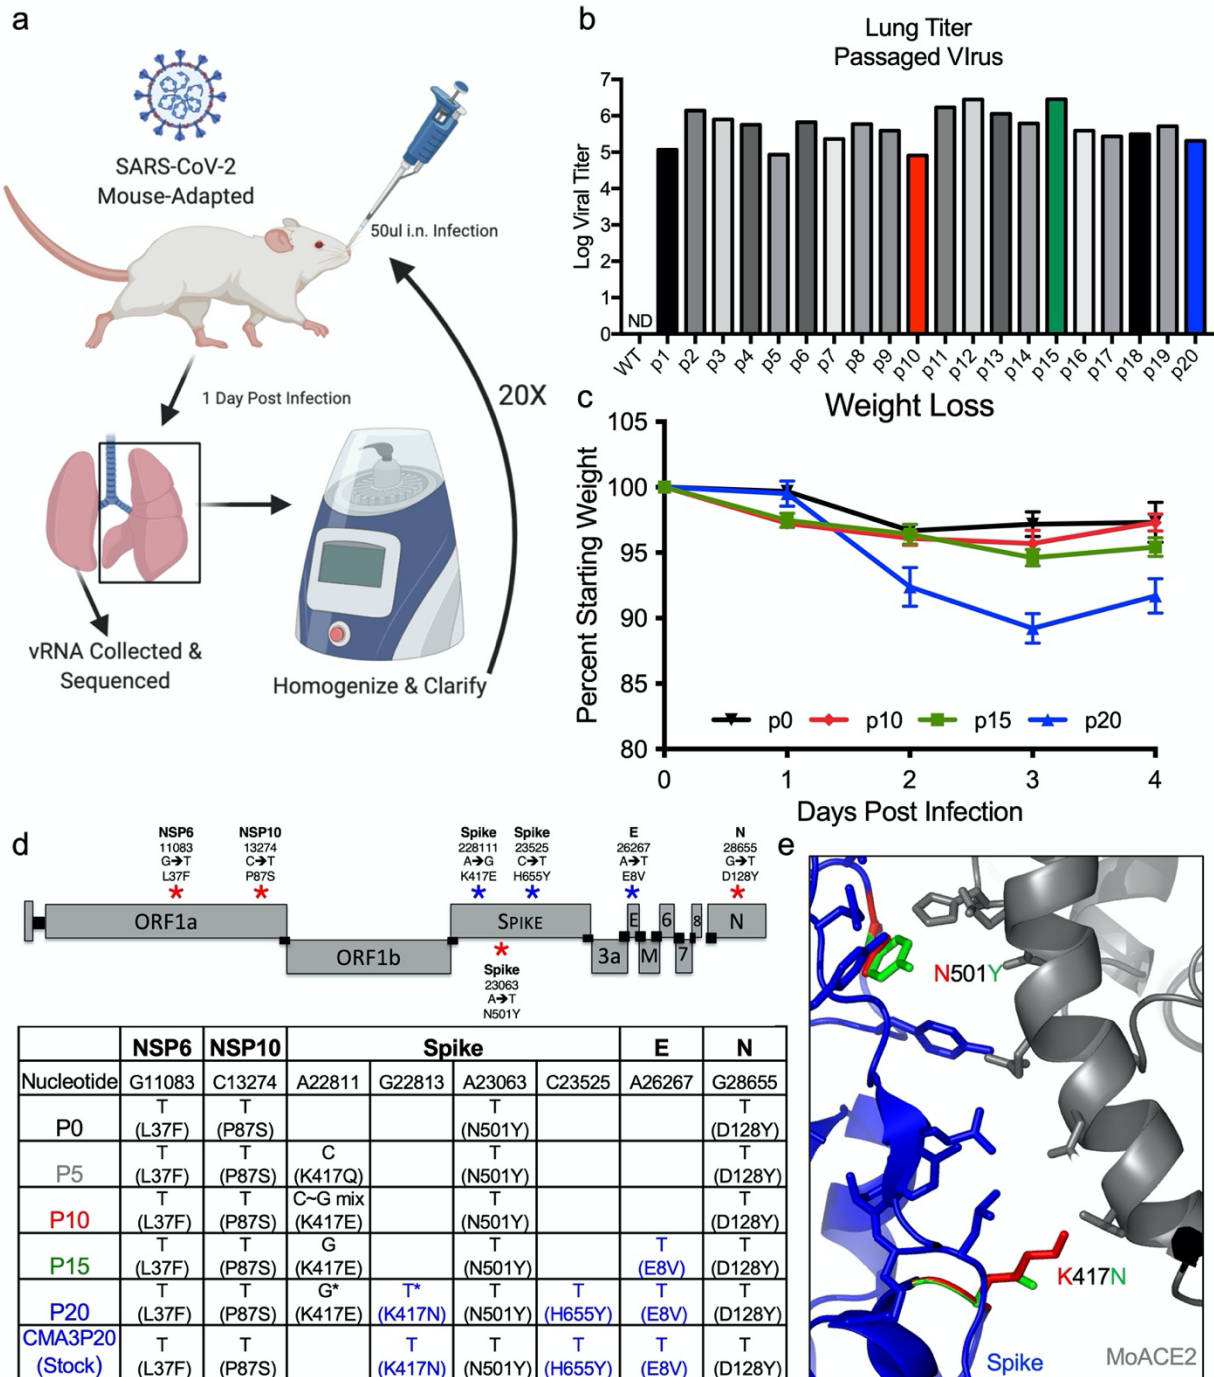 a
SARS-CoV-2
Mouse-Adapted
50ul i.n. Infection
1 Day Post Infection
20X
vRNA Collected &
Sequenced
Homogenize & Clarify
b
Lung Titer
Passaged VIrus
Log Viral Titer
7
6
5
4
3
2
1
0
ND
WT p1 p2 p3 p4 p5 p6 p7 p8 p9 p10 p11 p12 p13 p14 p15 p16 p17 p18 p19 p20
c
Weight Loss
Percent Starting Weight
105
100
95
90
85
80
p0 p10 p15 p20
0 1 2 3 4
Days Post Infection
d
NSP6
11083
G➔T
L37F
*
NSP10
13274
C➔T
P87S
*
Spike
228111
A➔G
K417E
*
Spike
23525
C➔T
H655Y
*
E
26267
A➔T
E8V
*
N
28655
G➔T
D128Y
*
ORF1a
ORF1b
SPIKE
3a
E
M
6
7
8
N
*
Spike
23063
A➔T
N501Y
NSP6 NSP10 Spike E N
Nucleotide G11083 C13274 A22811 G22813 A23063 C23525 A26267 G28655
P0 T (L37F) T (P87S) T (N501Y) T (D128Y)
P5 T (L37F) T (P87S) C (K417Q) T (N501Y) T (D128Y)
P10 T (L37F) T (P87S) C~G mix (K417E) T (N501Y) T (D128Y)
P15 T (L37F) T (P87S) G (K417E) T (N501Y) T (E8V) T (D128Y)
P20 T (L37F) T (P87S) G* (K417E) T* (K417N) T (N501Y) T (H655Y) T (E8V) T (D128Y)
CMA3P20 (Stock) T (L37F) T (P87S) T (K417N) T (N501Y) T (H655Y) T (E8V) T (D128Y)
e
N501Y
K417N
Spike
MoACE2